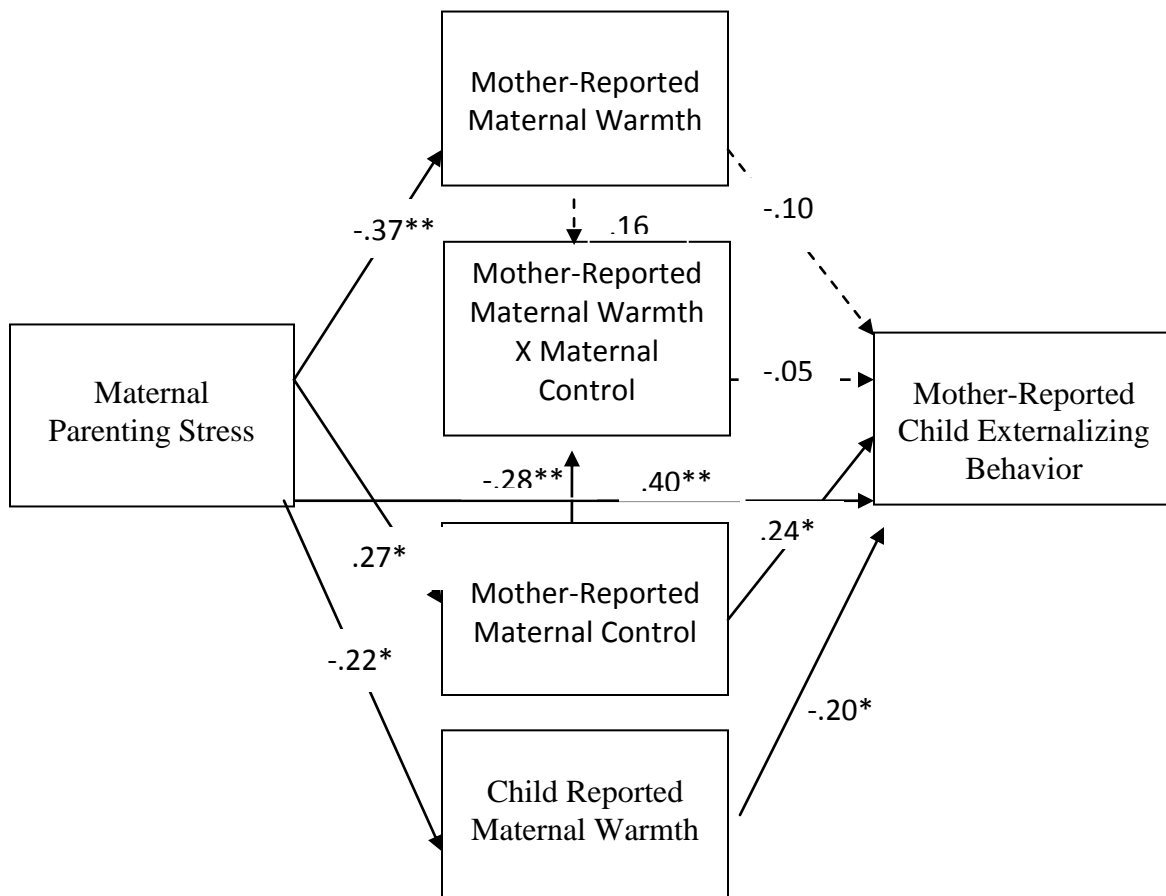 Mother-Reported
Maternal Warmth
-.37**
.16
-.10
Mother-Reported
Maternal Warmth
X Maternal
Control
-.05
Maternal
Parenting Stress
Mother-Reported
Child Externalizing
Behavior
-.28**
.40**
.27*
.24*
Mother-Reported
Maternal Control
-.22*
-.20*
Child Reported
Maternal Warmth